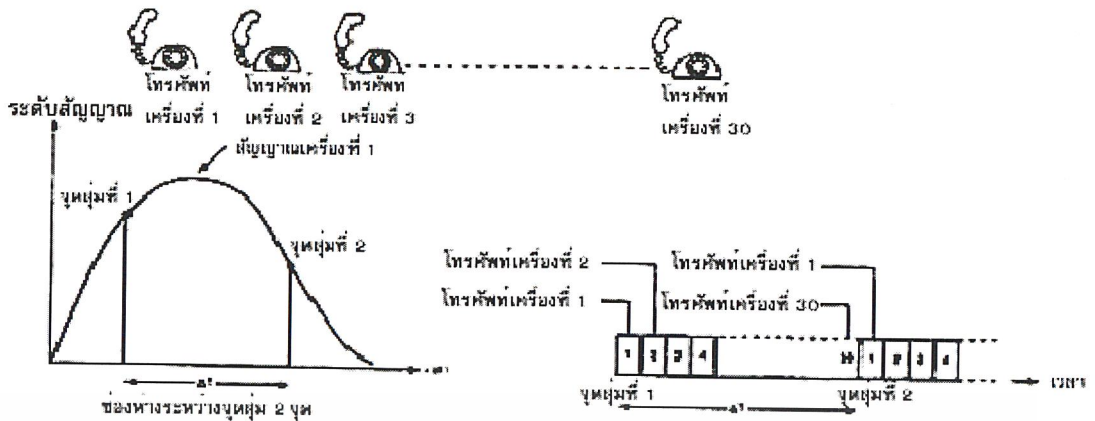 โทรศัพท์ โทรศัพท์ โทรศัพท์ โทรศัพท์
เครื่องที่ 1 เครื่องที่ 2 เครื่องที่ 3 เครื่องที่ 30
ระดับสัญญาณ
สัญญาณเครื่องที่ 1
จุดสุ่มที่ 1
จุดสุ่มที่ 2
Δt
ช่องห่างระหว่างจุดสุ่ม 2 จุด
โทรศัพท์เครื่องที่ 2 โทรศัพท์เครื่องที่ 1
โทรศัพท์เครื่องที่ 1 โทรศัพท์เครื่องที่ 30
1 2 3 4 30 1 2 3 4
เวลา
จุดสุ่มที่ 1 จุดสุ่มที่ 2
Δt